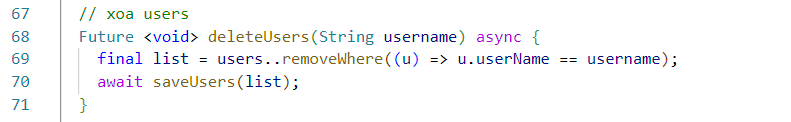 67 // xoa users
68 Future <void> deleteUsers(String username) async {
69 final list = users..removeWhere((u) => u.userName == username);
70 await saveUsers(list);
71 }